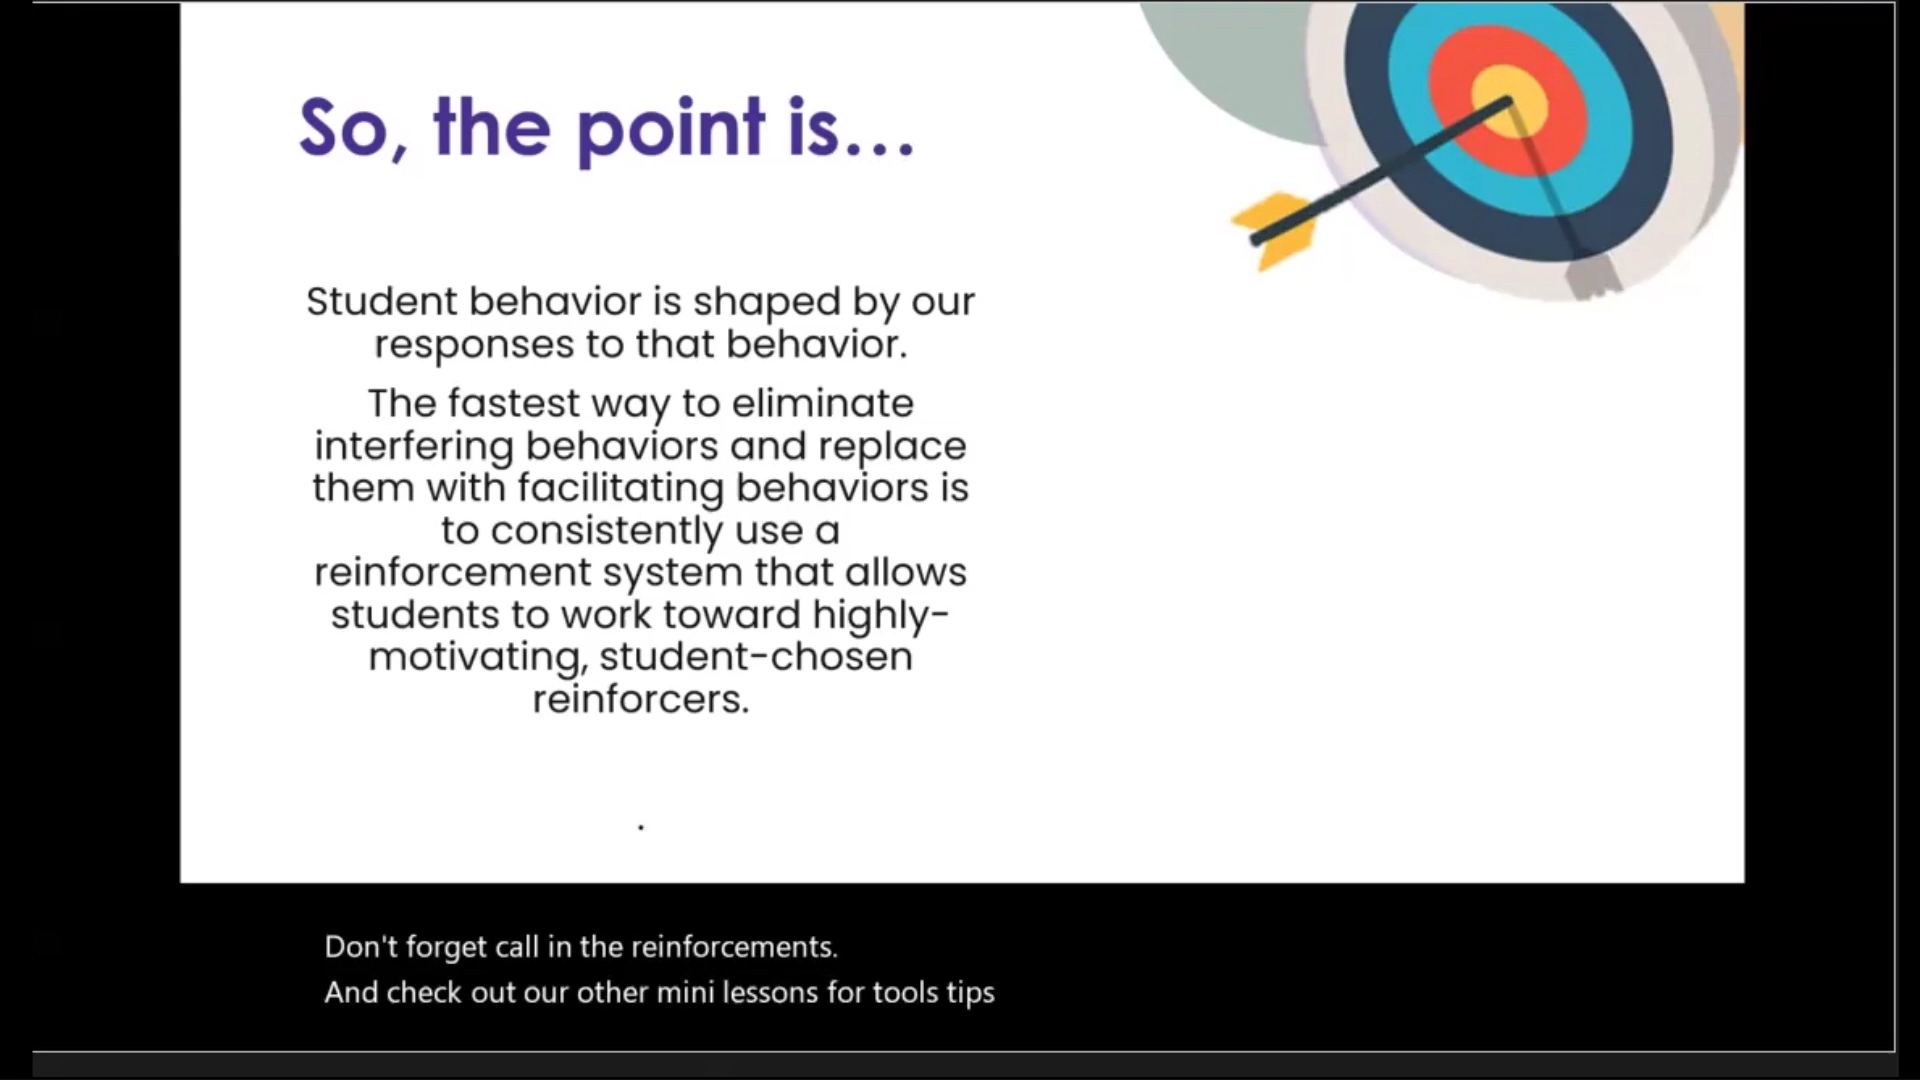 So, the point is...
Student behavior is shaped by our
responses to that behavior.
The fastest way to eliminate
interfering behaviors and replace
them with facilitating behaviors is
to consistently use a
reinforcement system that allows
students to work toward highly-
motivating, student-chosen
reinforcers.
.
Don't forget call in the reinforcements.
And check out our other mini lessons for tools tips